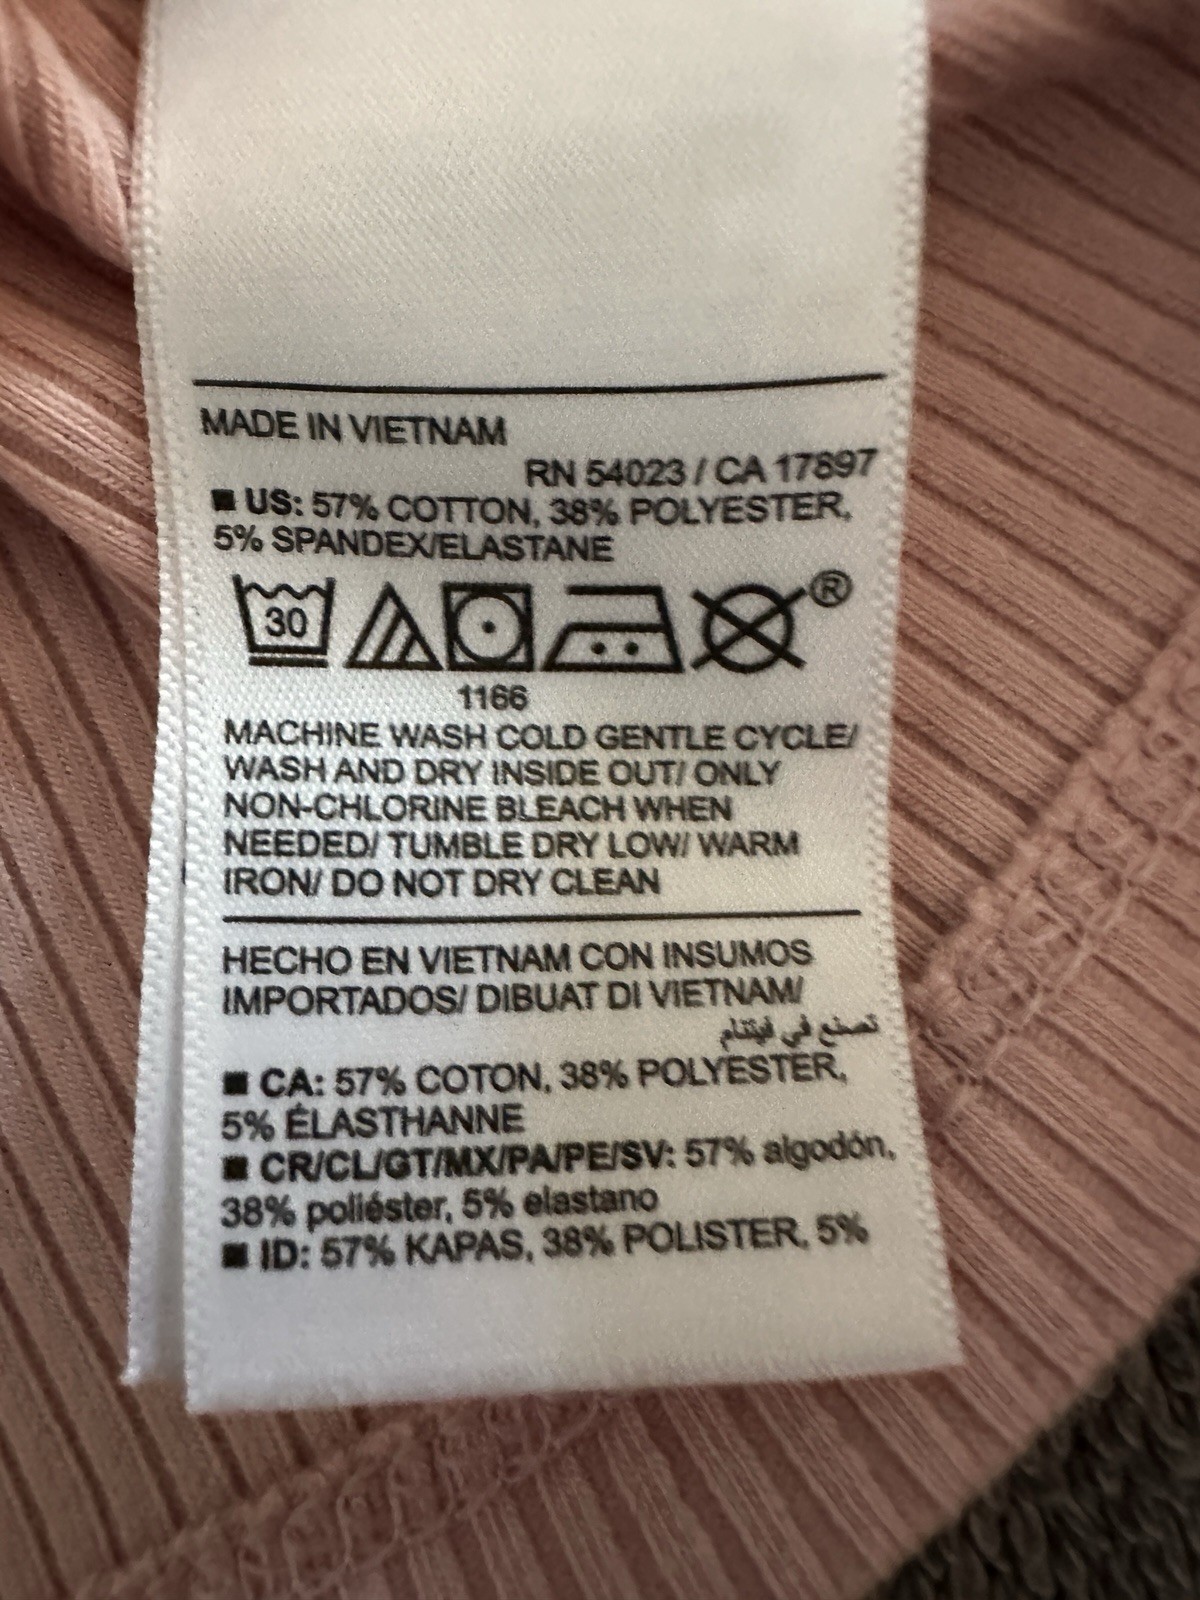 MADE IN VIETNAM
RN 54023 / CA 17897
■ US: 57% COTTON, 38% POLYESTER,
5% SPANDEX/ELASTANE
30
®
1166
MACHINE WASH COLD GENTLE CYCLE/
WASH AND DRY INSIDE OUT/ ONLY
NON-CHLORINE BLEACH WHEN
NEEDED/ TUMBLE DRY LOW/ WARM
IRON/ DO NOT DRY CLEAN
HECHO EN VIETNAM CON INSUMOS
IMPORTADOS/ DIBUAT DI VIETNAM/
تصنع في فيتنام
■ CA: 57% COTON, 38% POLYESTER,
5% ÉLASTHANNE
■ CR/CL/GT/MX/PA/PE/SV: 57% algodón,
38% poliéster, 5% elastano
■ ID: 57% KAPAS, 38% POLISTER, 5%